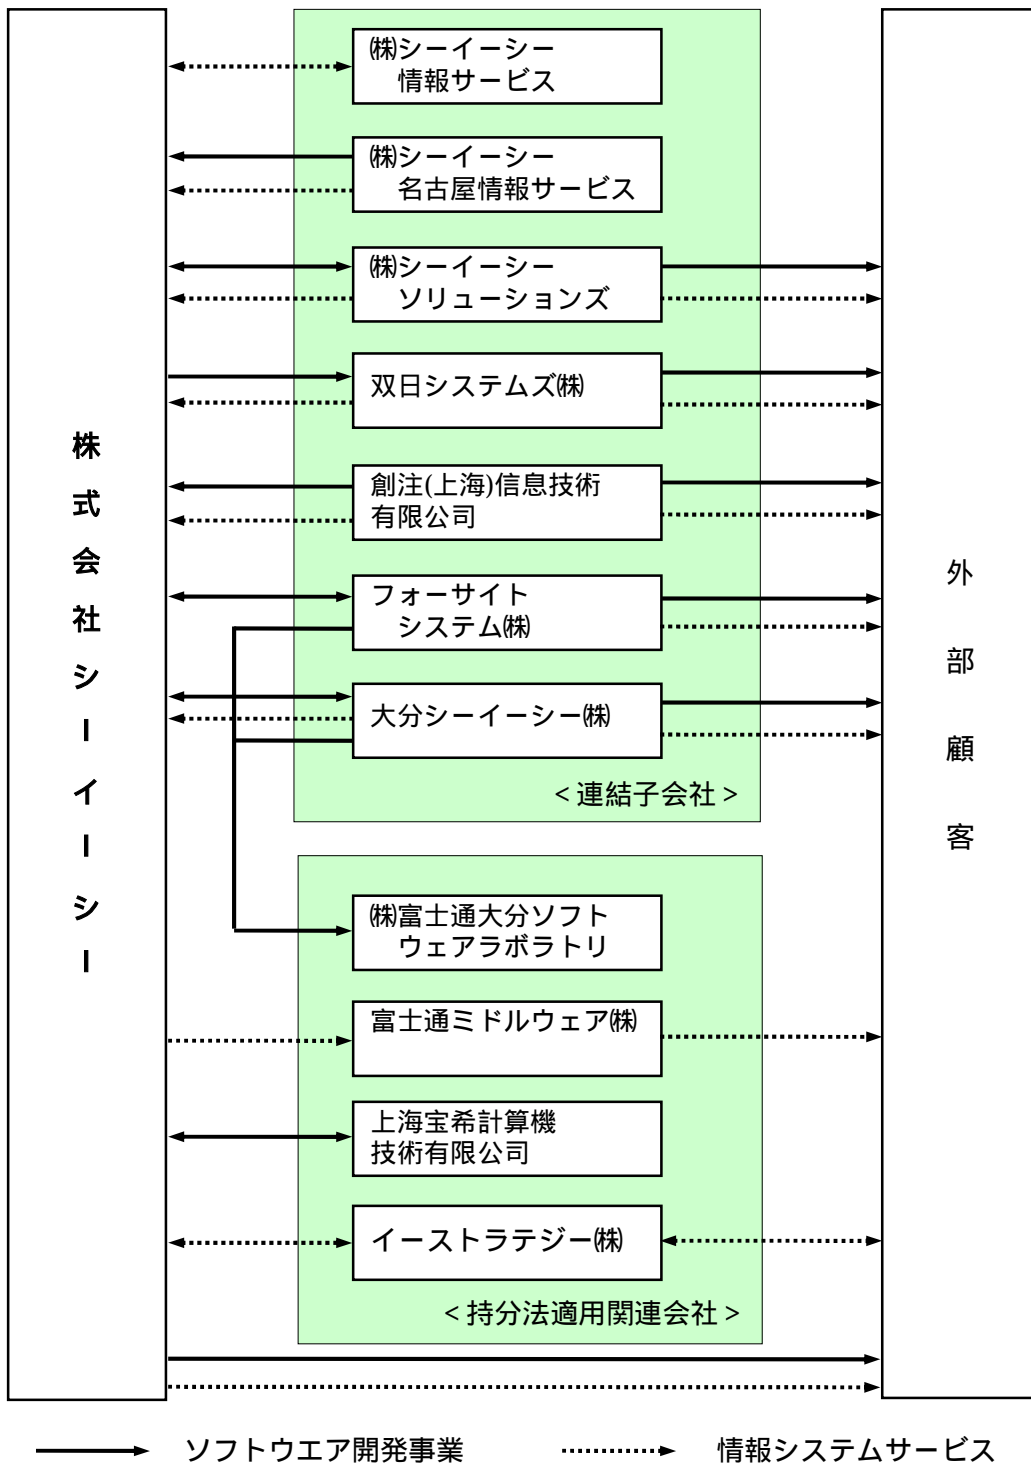 株式会社シーイーシー
㈱シーイーシー
情報サービス
㈱シーイーシー
名古屋情報サービス
㈱シーイーシー
ソリューションズ
双日システムズ㈱
創注(上海)信息技術
有限公司
フォーサイト
システム㈱
大分シーイーシー㈱
＜連結子会社＞
㈱富士通大分ソフト
ウェアラボラトリ
富士通ミドルウェア㈱
上海宝希計算機
技術有限公司
イーストラテジー㈱
＜持分法適用関連会社＞
外部顧客
ソフトウエア開発事業
情報システムサービス